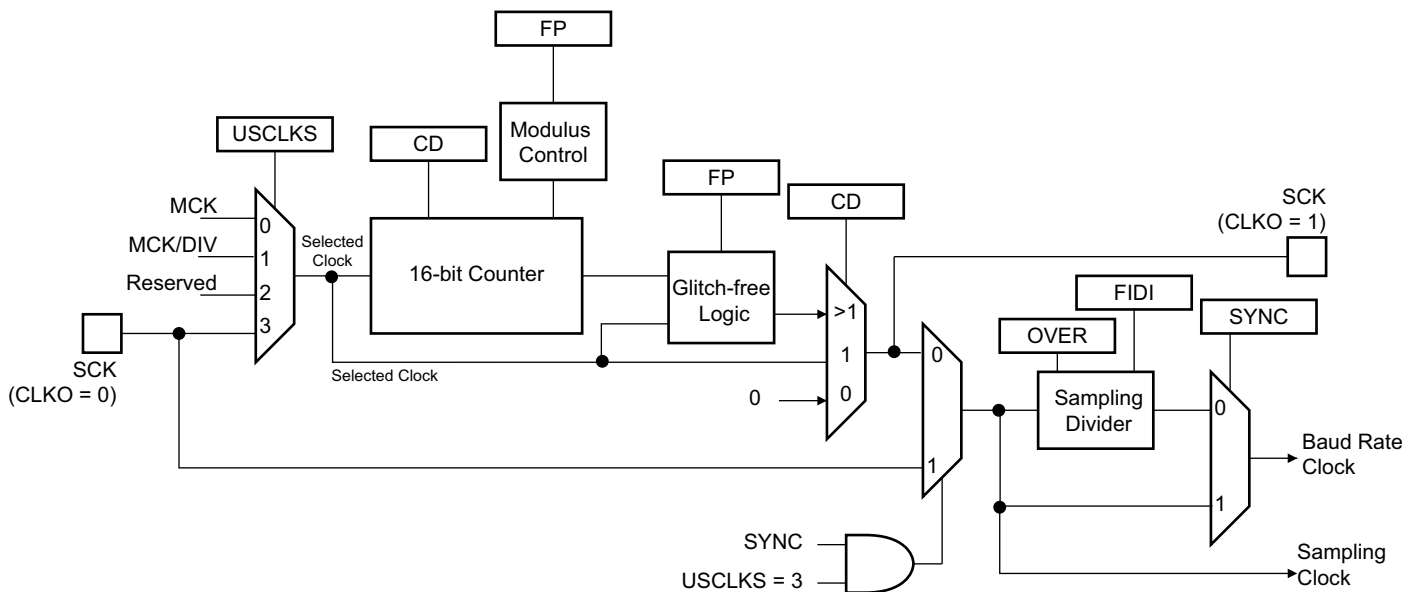 FP
USCLKS
CD
Modulus
Control
FP
CD
SCK
(CLKO = 1)
MCK
0
MCK/DIV
1
Selected
Clock
16-bit Counter
Reserved
2
Glitch-free
Logic
>1
FIDI
3
OVER
SYNC
SCK
(CLKO = 0)
Selected Clock
1
0
0
0
Sampling
Divider
0
Baud Rate
Clock
1
1
SYNC
USCLKS = 3
Sampling
Clock